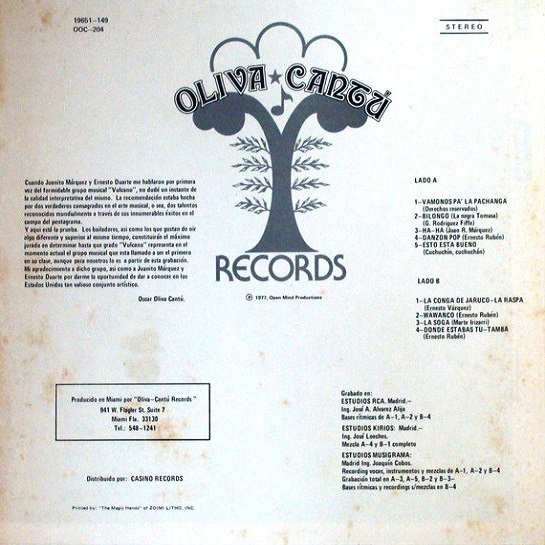 19651-149
OOC-204
STEREO
OLIVA★CANTÚ
RECORDS
℗ 1977, Open Mind Productions
Cuando Juanito Márquez y Ernesto Duarte me hablaron por primera
vez del formidable grupo musical "Vulcano", no dudé un instante de
la calidad interpretativa del mismo. La recomendación estaba hecha
por dos verdaderos consagrados en el arte musical, o sea, dos talentos
reconocidos mundialmente a través de sus innumerables éxitos en el
campo del pentagrama.
Y aquí está la prueba. Los bailadores, así como los que gustan de oir
algo diferente y superior al mismo tiempo, constituirán el máximo
jurado en determinar hasta que grado "Vulcano" representa en el
momento actual el grupo musical que esta llamado a ser el primero
en su clase, aunque para nosotros lo es a partir de esta grabación.
Mi agradecimiento a dicho grupo, así como a Juanito Márquez y
Ernesto Duarte por darme la oportunidad de dar a conocer en los
Estados Unidos tan valioso conjunto artístico.
Oscar Oliva Cantú.
LADO A
1-VAMONOS PA' LA PACHANGA
(Derechos reservados)
2-BILONGO (La negra Tomasa)
(G. Rodríguez Fiffe)
3-HA-HA (Juan R. Márquez)
4-DANZON POP (Ernesto Rubén)
5-ESTO ESTA BUENO
(Cuchuchín, cuchuchán)
LADO B
1-LA CONGA DE JARUCO-LA RASPA
(Ernesto Vázquez)
2-WAWANCO (Ernesto Rubén)
3-LA SOGA (Marte Irizarri)
4-DONDE ESTABAS TU-TAMBÁ
(Ernesto Rubén)
Producido en Miami por "Oliva-Cantú Records"
941 W. Flagler St. Suite 7
Miami Fla. 33130
Tel.: 548-1241
Distribuido por: CASINO RECORDS
Printed by: "The Magic Hands" of ZOIMI LITHO, INC.
Grabado en:
ESTUDIOS RCA. Madrid.-
Ing. José A. Alvarez Alija
Bases rítmicas de A-1, A-2 y B-4
ESTUDIOS KIRIOS: Madrid.-
Ing. José Loeches.
Mezcla A-4 y B-1 completo
ESTUDIOS MUSIGRAMA:
Madrid Ing. Joaquín Cobos.
Recording voces, instrumentos y mezclas de A-1, A-2 y B-4
Grabación total en A-3, A-5, B-2 y B-3-
Bases rítmicas y recordings s/mezclas en B-4